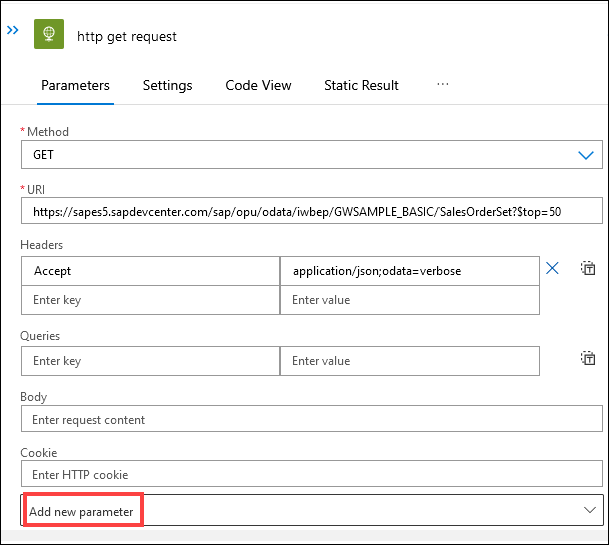 http get request
Parameters Settings Code View Static Result ...
* Method
GET
* URI
https://sapes5.sapdevcenter.com/sap/opu/odata/iwbep/GWSAMPLE_BASIC/SalesOrderSet?$top=50
Headers
Accept application/json;odata=verbose
Enter key Enter value
Queries
Enter key Enter value
Body
Enter request content
Cookie
Enter HTTP cookie
Add new parameter